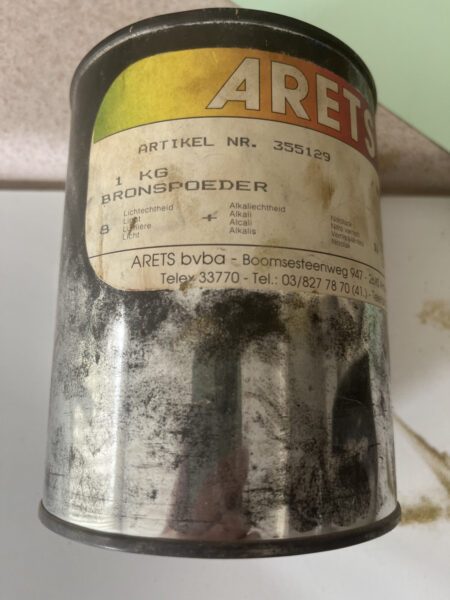 ARETS
ARTIKEL NR. 355129
1 KG
BRONSPOEDER
8
Lichtechtheid
Light
Lumière
Licht
+
Alkaliechtheid
Alkali
Alcali
Alkalis
ARETS bvba - Boomsesteenweg 947 -
Telex 33770 - Tel.: 03/827 78 70 (41.) -